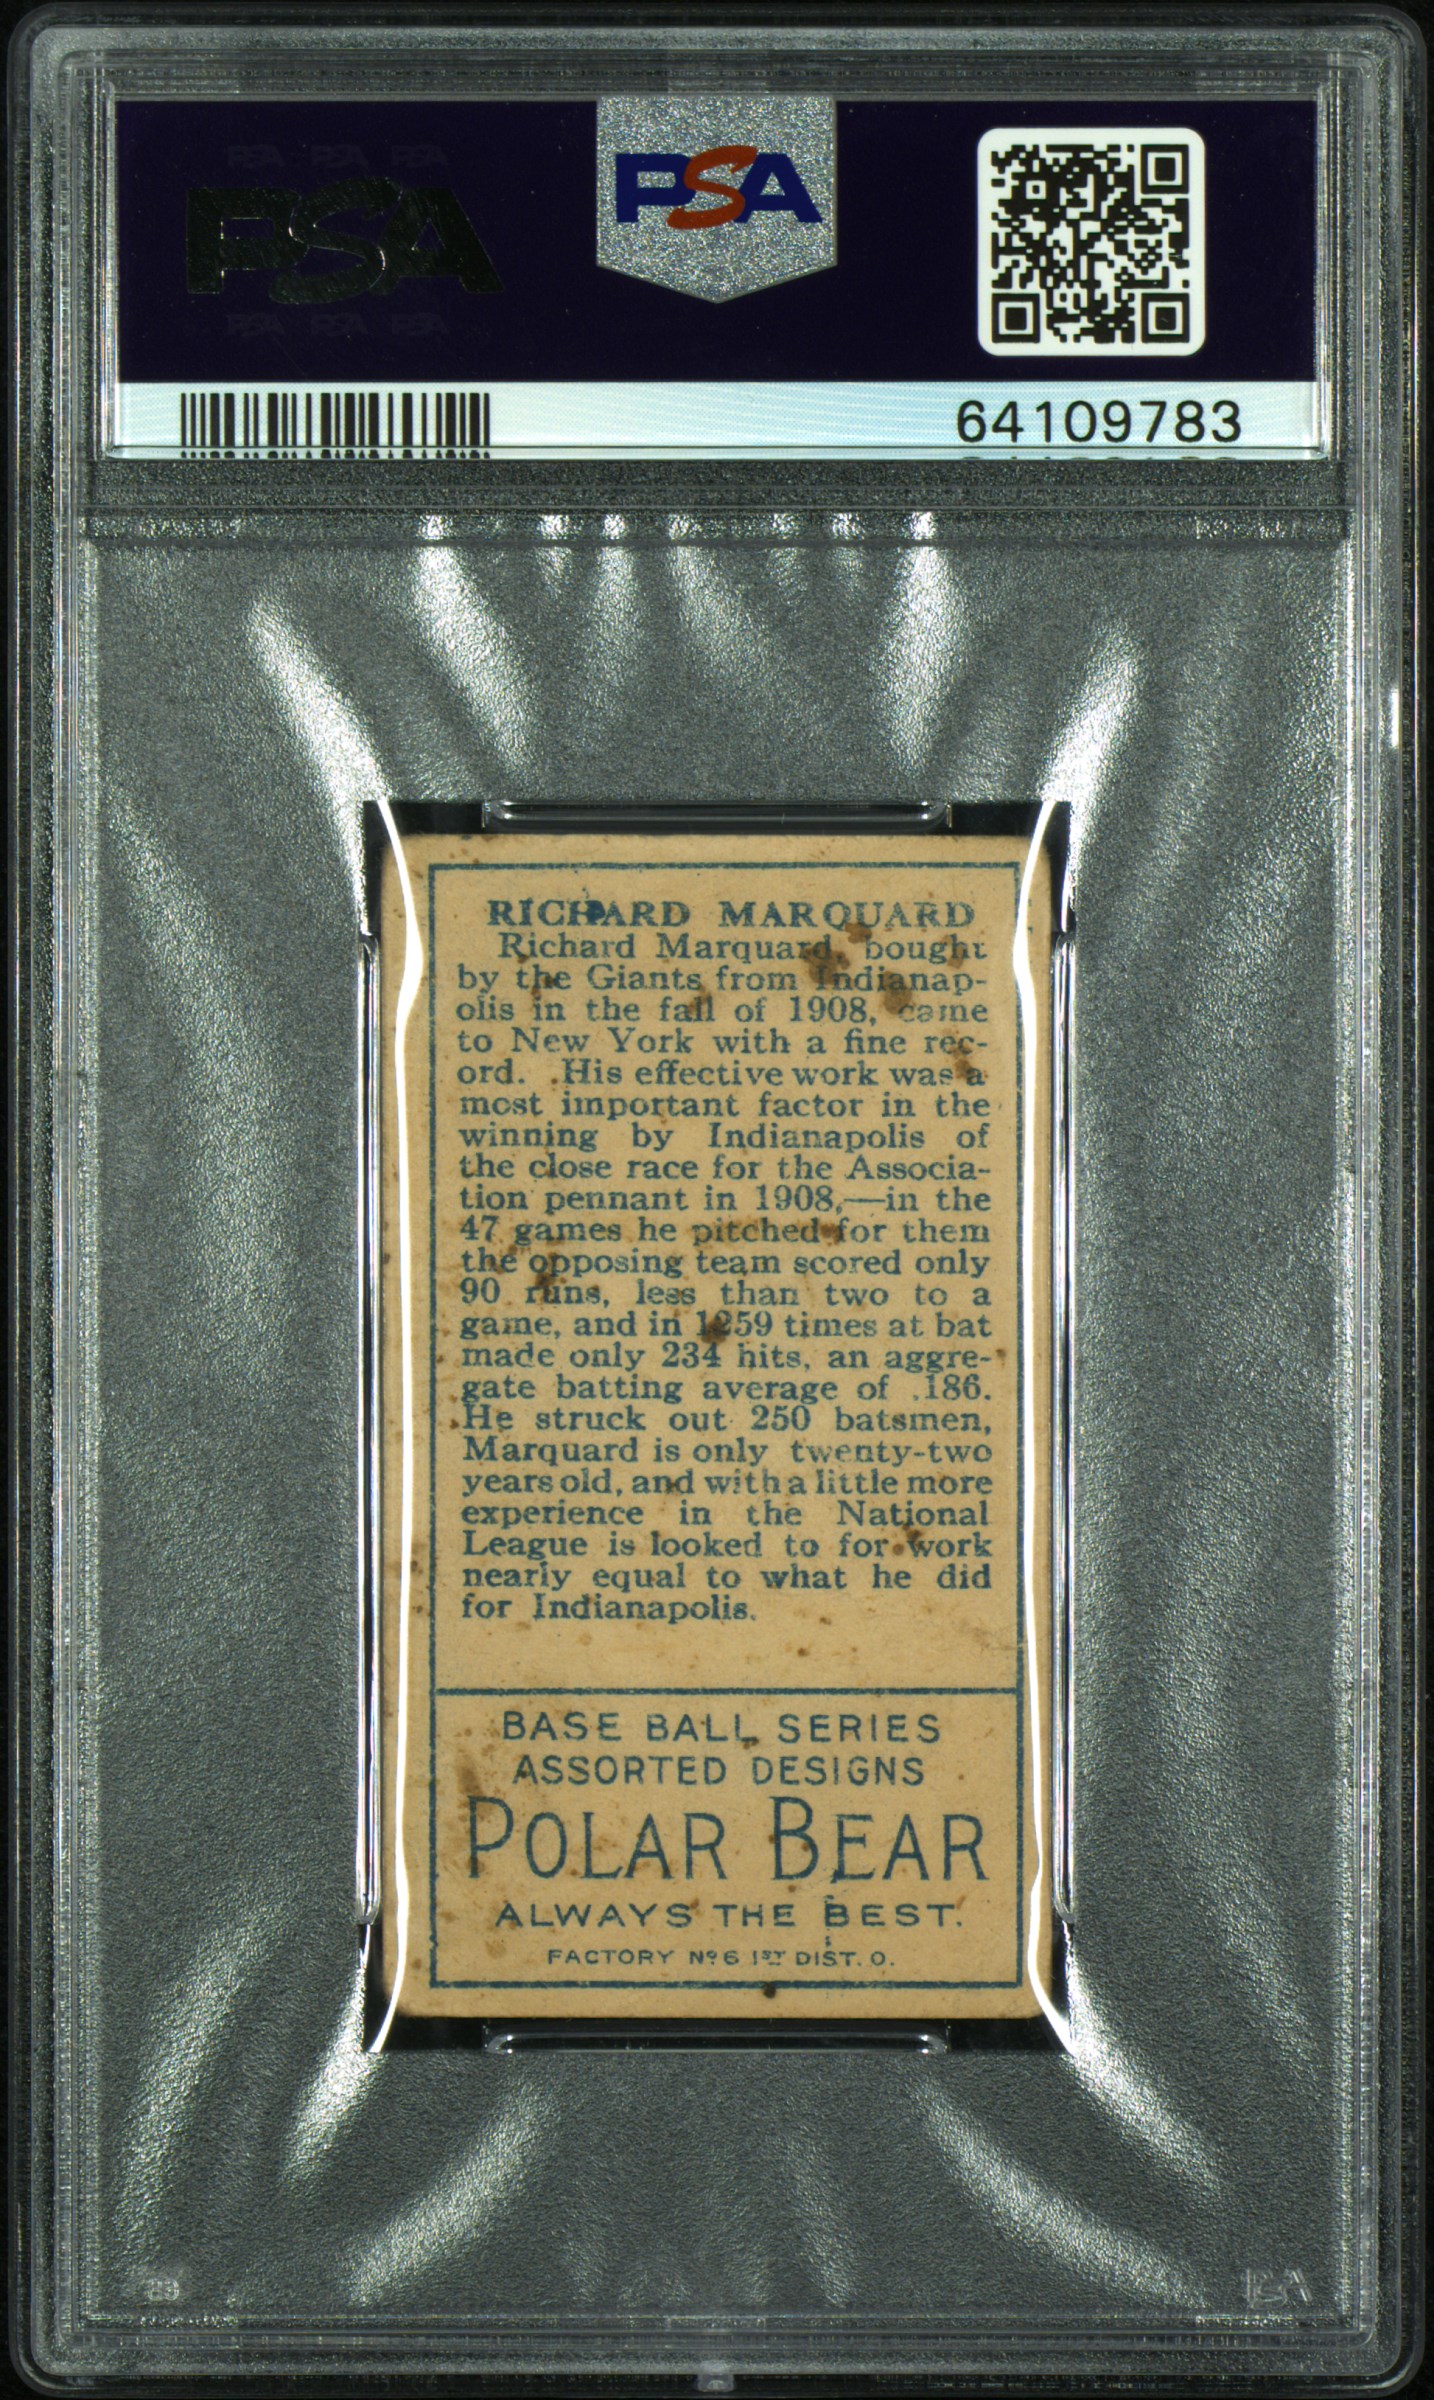 PSA
PSA
64109783
RICHARD MARQUARD
Richard Marquard, bought
by the Giants from Indianap-
olis in the fall of 1908, came
to New York with a fine rec-
ord. His effective work was a
most important factor in the
winning by Indianapolis of
the close race for the Associa-
tion pennant in 1908,—in the
47 games he pitched for them
the opposing team scored only
90 runs, less than two to a
game, and in 1259 times at bat
made only 234 hits, an aggre-
gate batting average of .186.
He struck out 250 batsmen,
Marquard is only twenty-two
years old, and with a little more
experience in the National
League is looked to for work
nearly equal to what he did
for Indianapolis.
BASE BALL SERIES
ASSORTED DESIGNS
POLAR BEAR
ALWAYS THE BEST.
FACTORY Nº 6 1ST DIST. O.
PSA